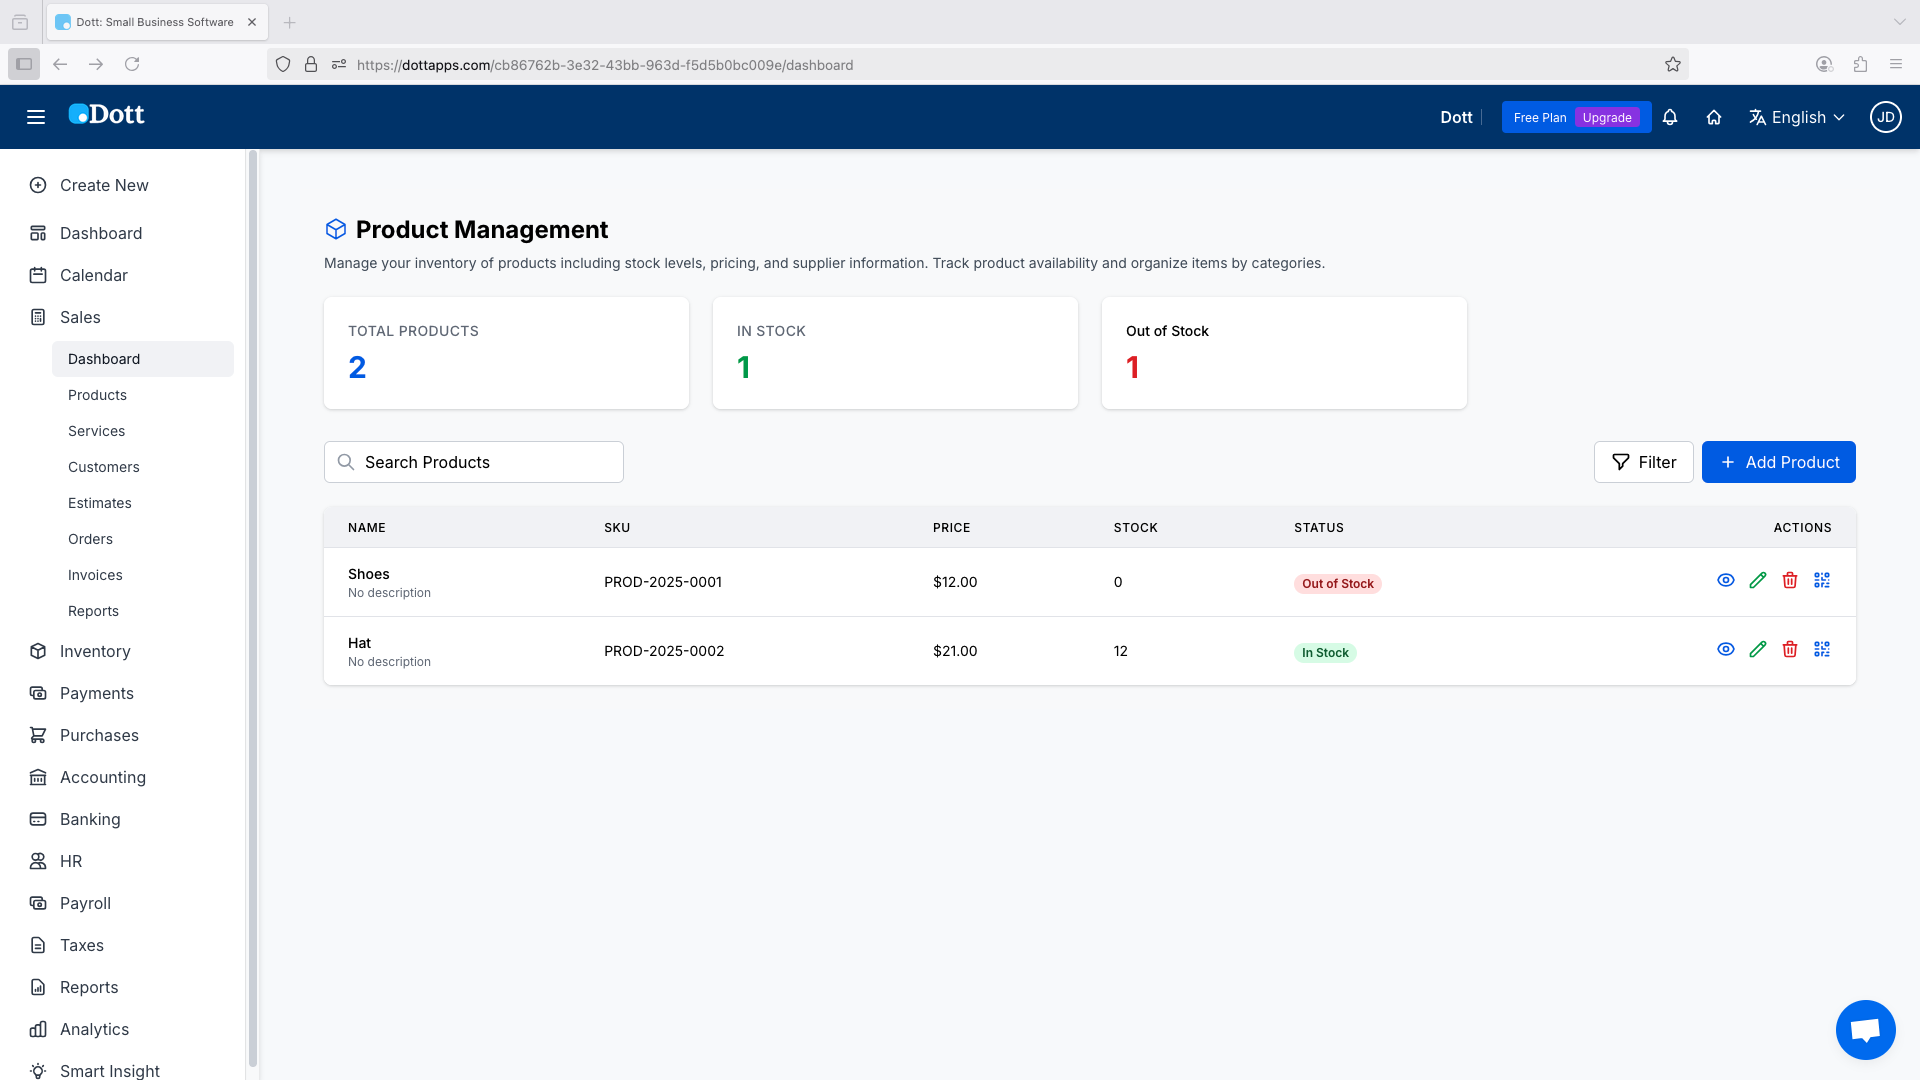 Dott: Small Business Software
https://dottapps.com/cb86762b-3e32-43bb-963d-f5d5b0bc009e/dashboard
Dott
Dott
Free Plan
Upgrade
English
JD
Create New
Dashboard
Calendar
Sales
Dashboard
Products
Services
Customers
Estimates
Orders
Invoices
Reports
Inventory
Payments
Purchases
Accounting
Banking
HR
Payroll
Taxes
Reports
Analytics
Smart Insight
Product Management
Manage your inventory of products including stock levels, pricing, and supplier information. Track product availability and organize items by categories.
TOTAL PRODUCTS
2
IN STOCK
1
Out of Stock
1
Search Products
Filter
Add Product
NAME SKU PRICE STOCK STATUS ACTIONS
Shoes
No description
PROD-2025-0001 $12.00 0 Out of Stock
Hat
No description
PROD-2025-0002 $21.00 12 In Stock